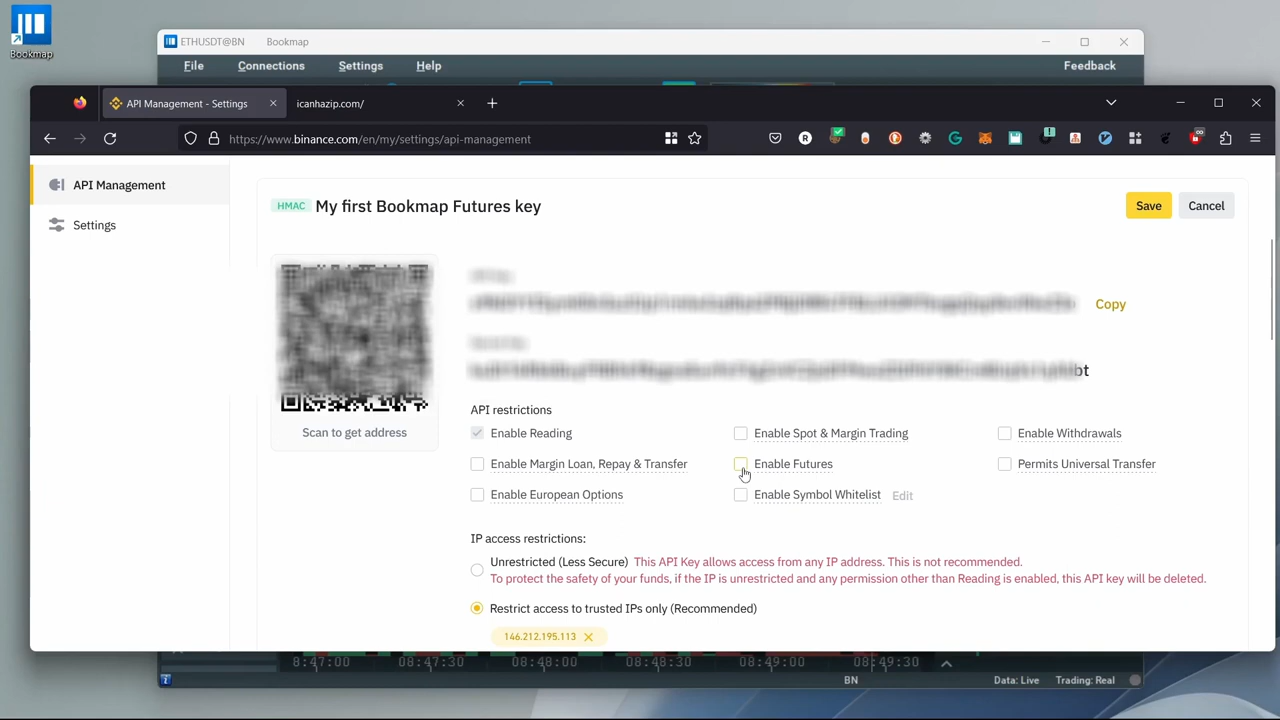 Bookmap
ETHUSDT@BN Bookmap
File Connections Settings Help Feedback
API Management - Settings icanhazip.com/
https://www.binance.com/en/my/settings/api-management
API Management
Settings
HMAC My first Bookmap Futures key Save Cancel
Copy
bt
Scan to get address
API restrictions
Enable Reading Enable Spot & Margin Trading Enable Withdrawals
Enable Margin Loan, Repay & Transfer Enable Futures Permits Universal Transfer
Enable European Options Enable Symbol Whitelist Edit
IP access restrictions:
Unrestricted (Less Secure) This API Key allows access from any IP address. This is not recommended.
To protect the safety of your funds, if the IP is unrestricted and any permission other than Reading is enabled, this API key will be deleted.
Restrict access to trusted IPs only (Recommended)
146.212.195.113
8:47:00 08:47:30 08:48:00 08:48:30 08:49:00 08:49:30
BN Data: Live Trading: Real